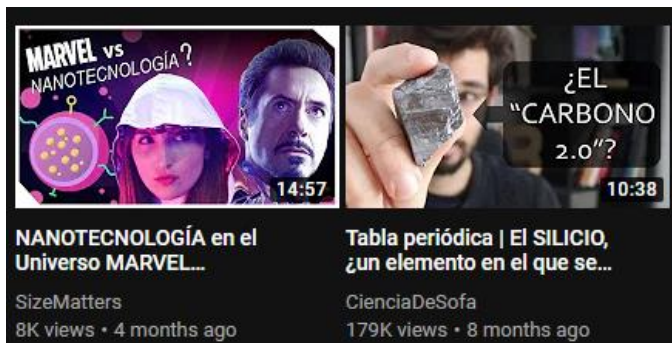 MARVEL vs
NANOTECNOLOGÍA?
14:57
¿EL
"CARBONO
2.0"?
10:38
NANOTECNOLOGÍA en el
Universo MARVEL...
SizeMatters
8K views • 4 months ago
Tabla periódica | El SILICIO,
¿un elemento en el que se...
CienciaDeSofa
179K views • 8 months ago